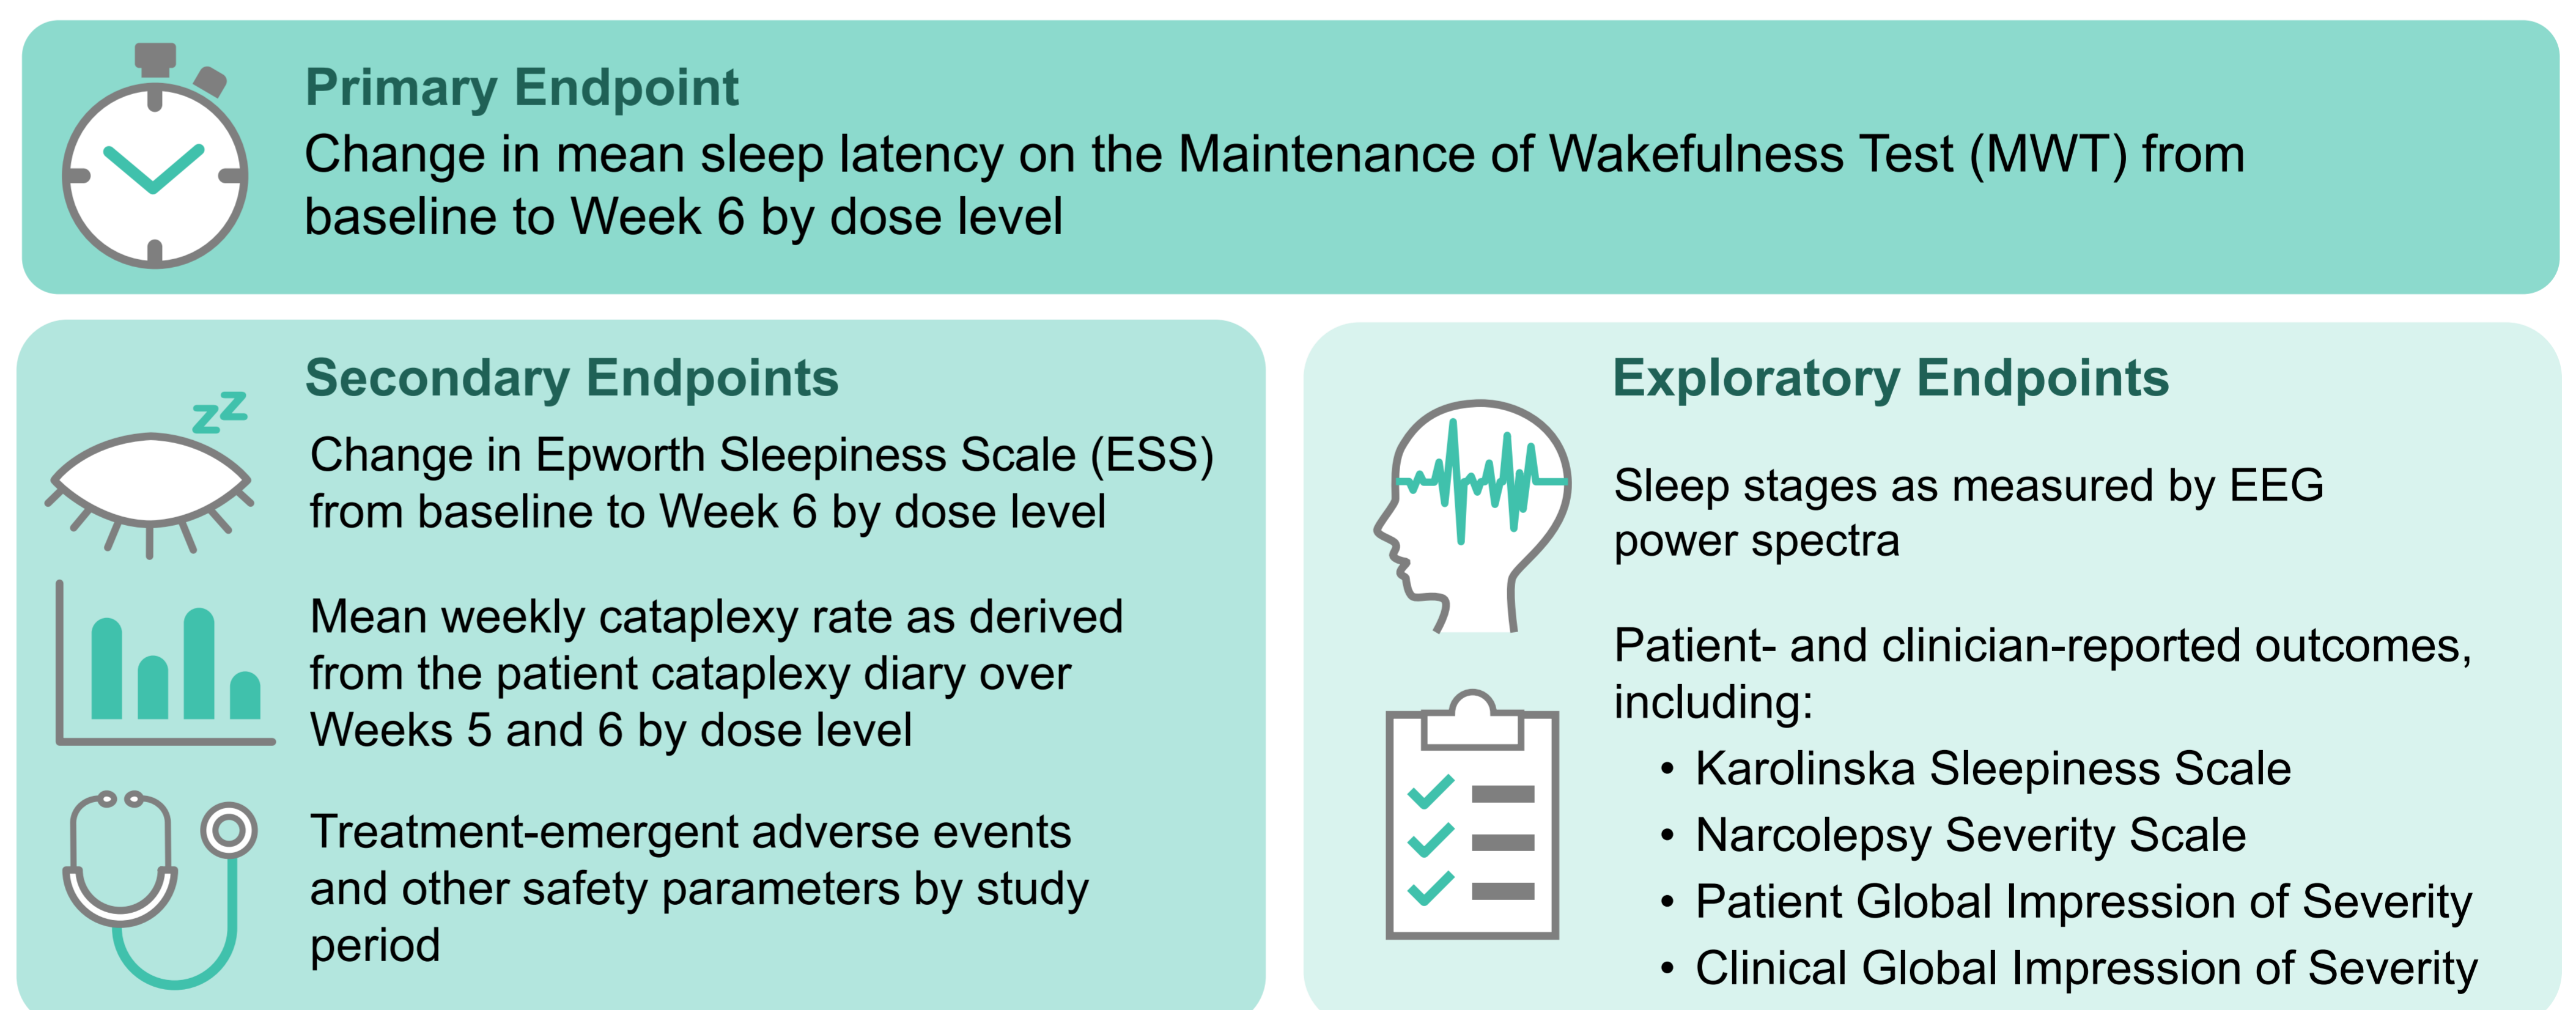 Primary Endpoint
Change in mean sleep latency on the Maintenance of Wakefulness Test (MWT) from
baseline to Week 6 by dose level
Secondary Endpoints
zZ
Change in Epworth Sleepiness Scale (ESS)
from baseline to Week 6 by dose level
Mean weekly cataplexy rate as derived
from the patient cataplexy diary over
Weeks 5 and 6 by dose level
Treatment-emergent adverse events
and other safety parameters by study
period
Exploratory Endpoints
Sleep stages as measured by EEG
power spectra
Patient- and clinician-reported outcomes,
including:
• Karolinska Sleepiness Scale
• Narcolepsy Severity Scale
• Patient Global Impression of Severity
• Clinical Global Impression of Severity